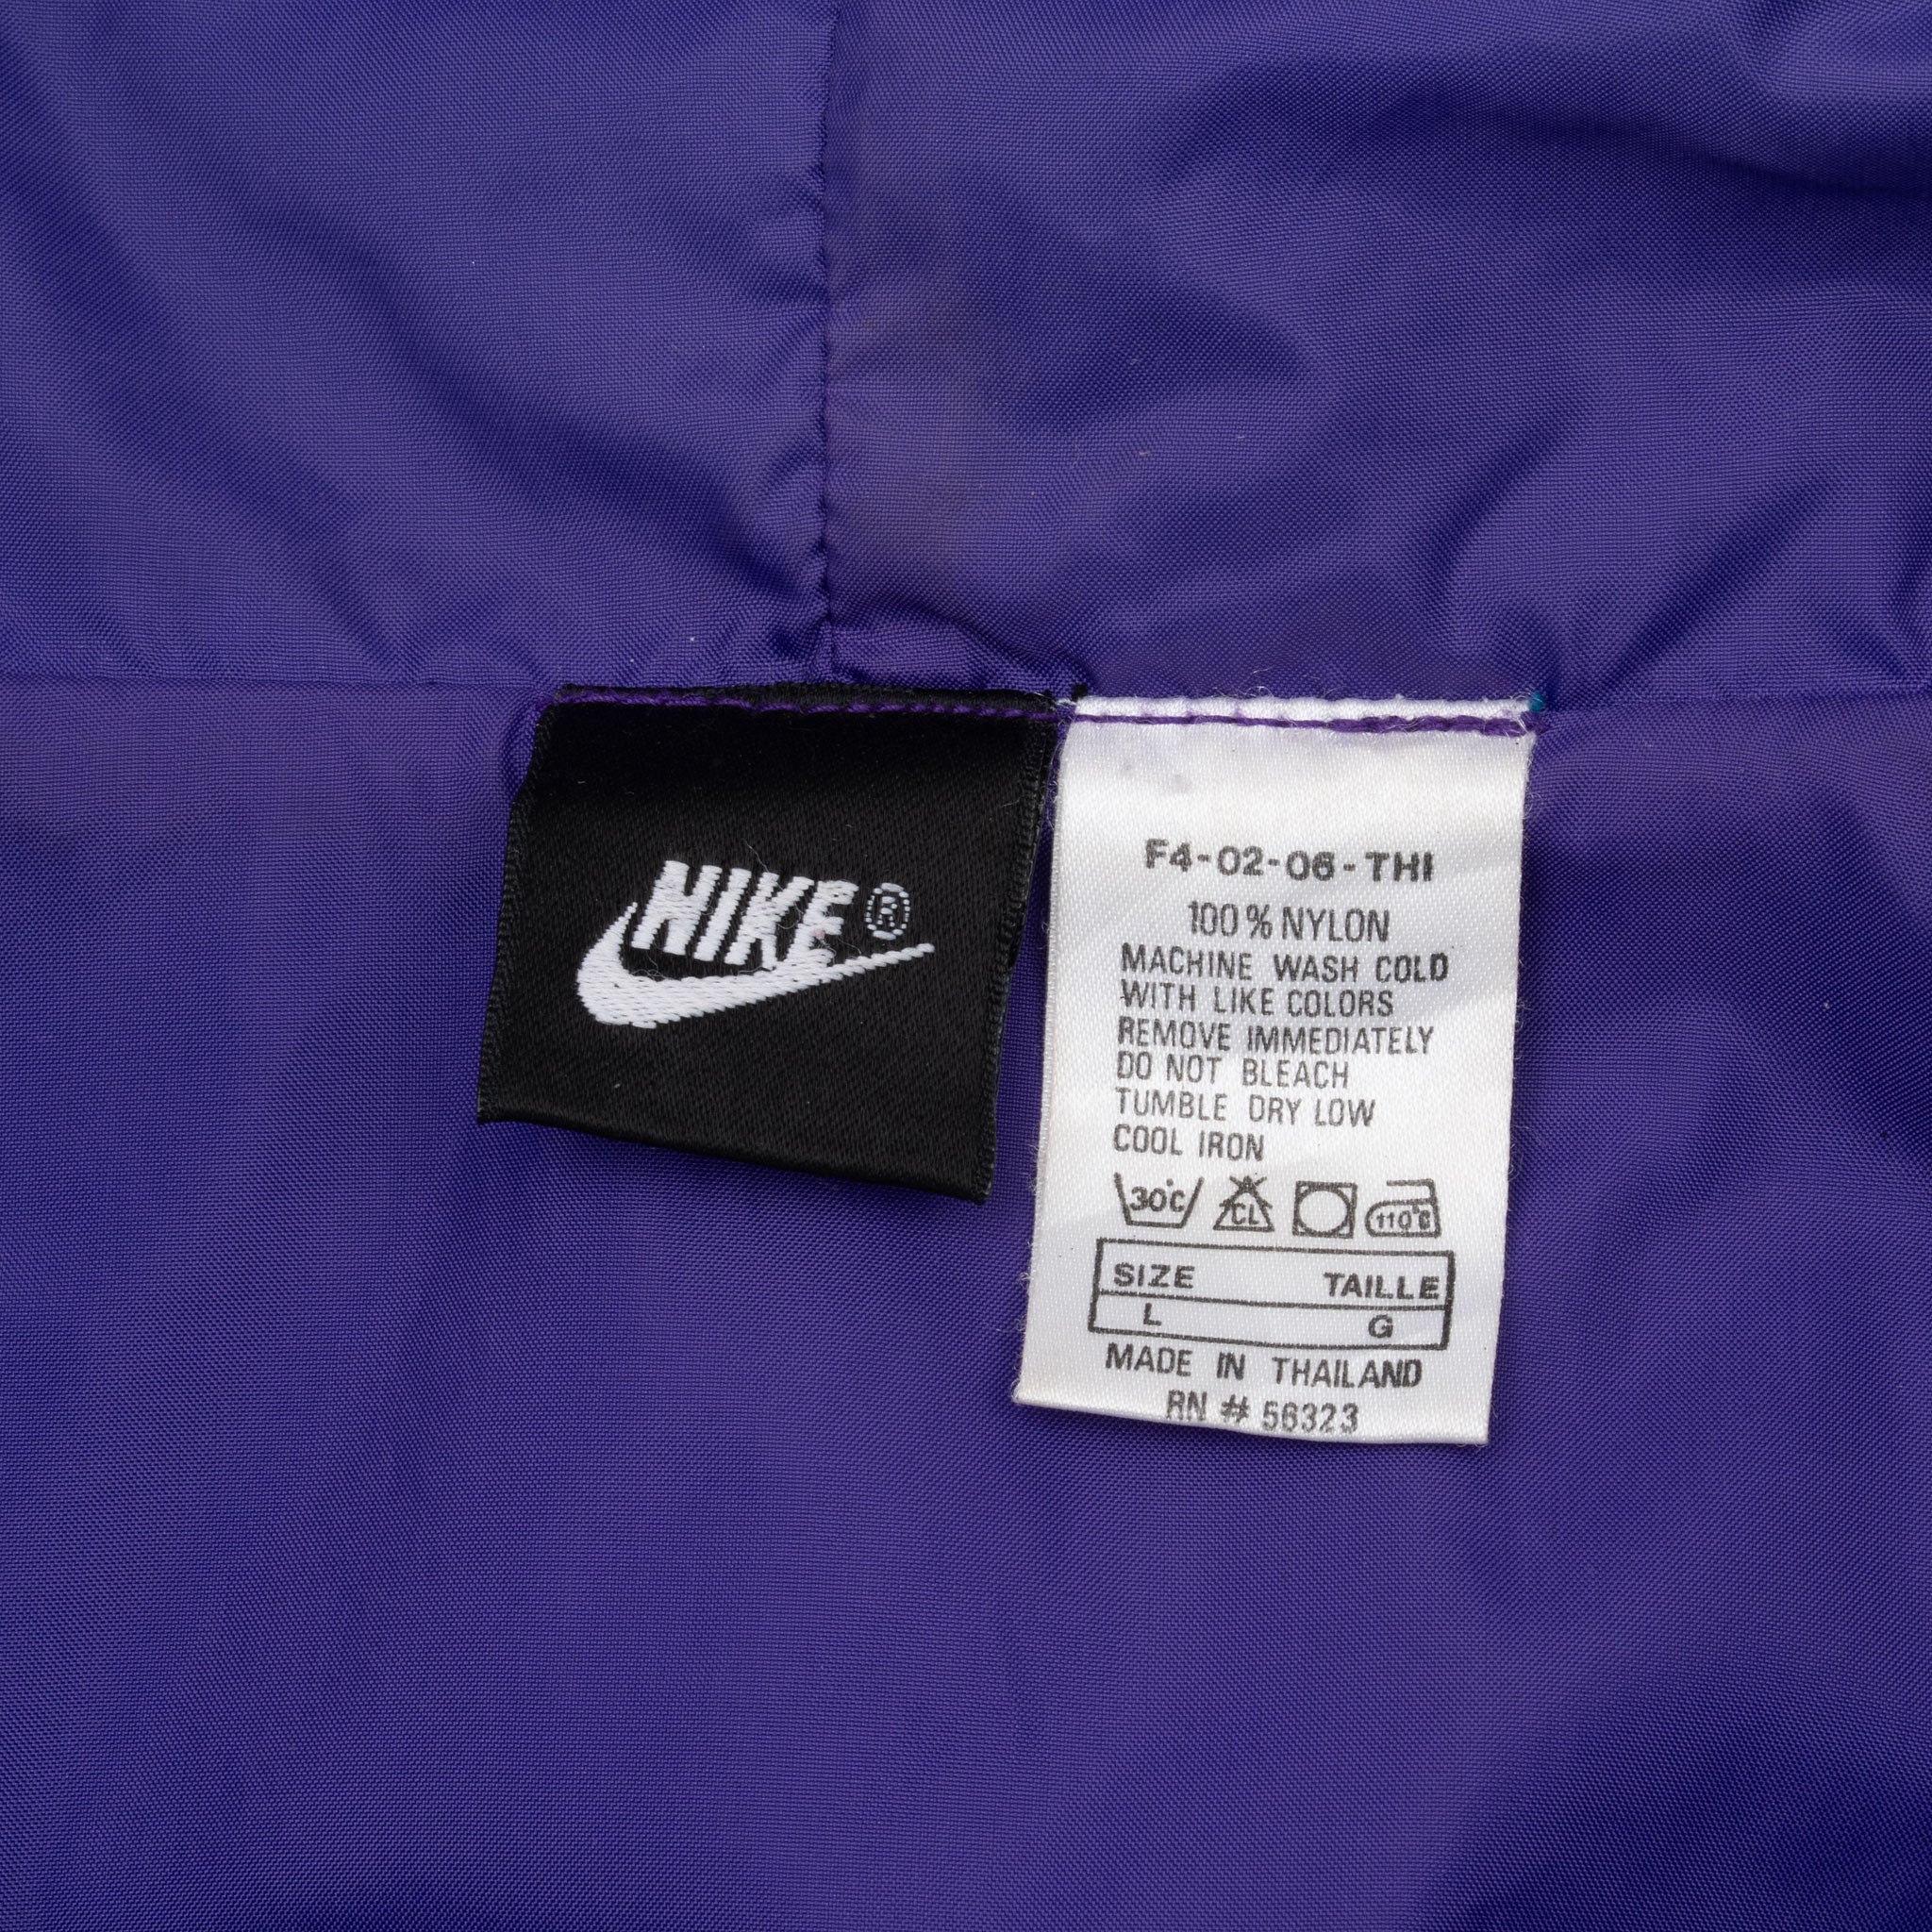 NIKE®
F4-02-06-THI
100% NYLON
MACHINE WASH COLD
WITH LIKE COLORS
REMOVE IMMEDIATELY
DO NOT BLEACH
TUMBLE DRY LOW
COOL IRON
30°C CL 110°C
SIZE TAILLE
L G
MADE IN THAILAND
RN # 56323